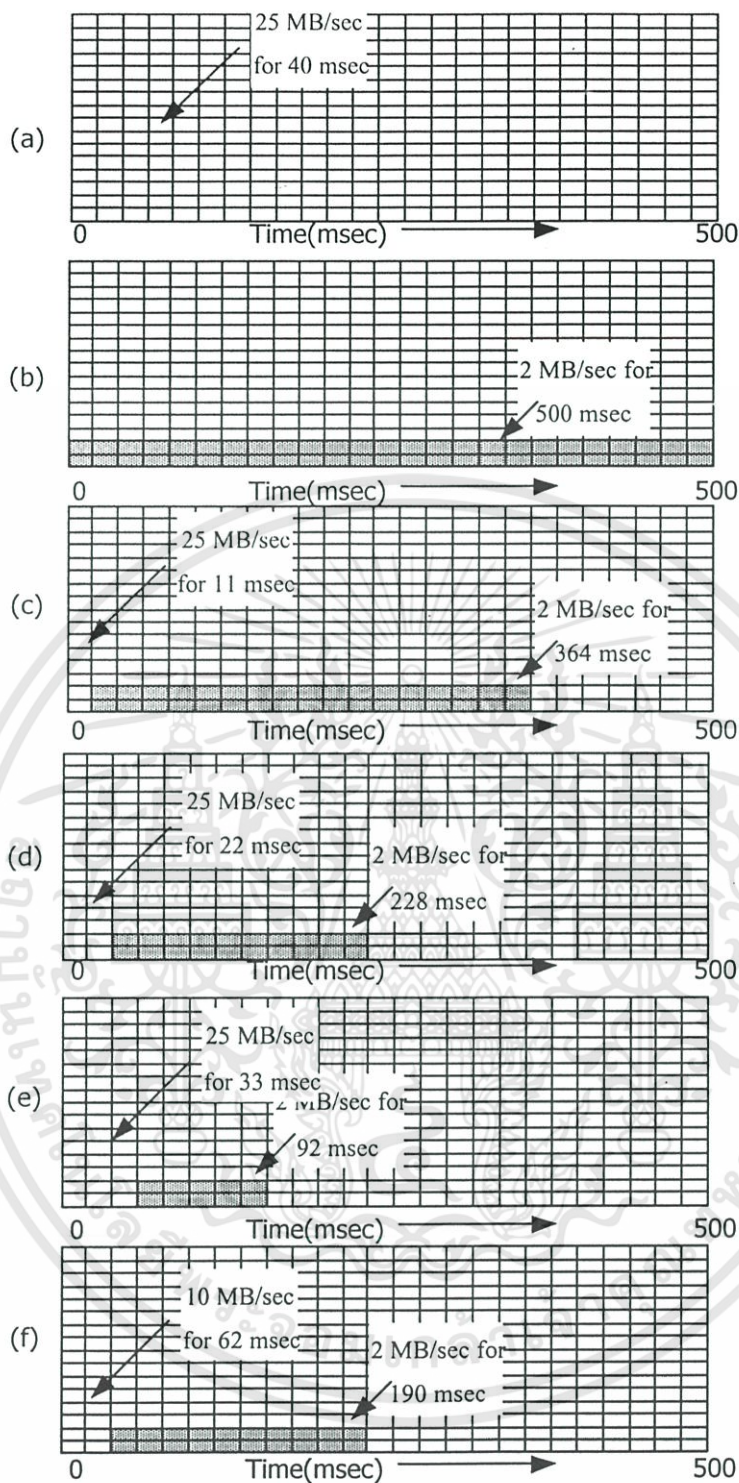 25 MB/sec
for 40 msec
(a)
0 Time(msec) 500
(b)
2 MB/sec for
500 msec
0 Time(msec) 500
(c)
25 MB/sec
for 11 msec
2 MB/sec for
364 msec
0 Time(msec) 500
(d)
25 MB/sec
for 22 msec
2 MB/sec for
228 msec
0 Time(msec) 500
(e)
25 MB/sec
for 33 msec
2 MB/sec for
92 msec
0 Time(msec) 500
(f)
10 MB/sec
for 62 msec
2 MB/sec for
190 msec
0 Time(msec) 500